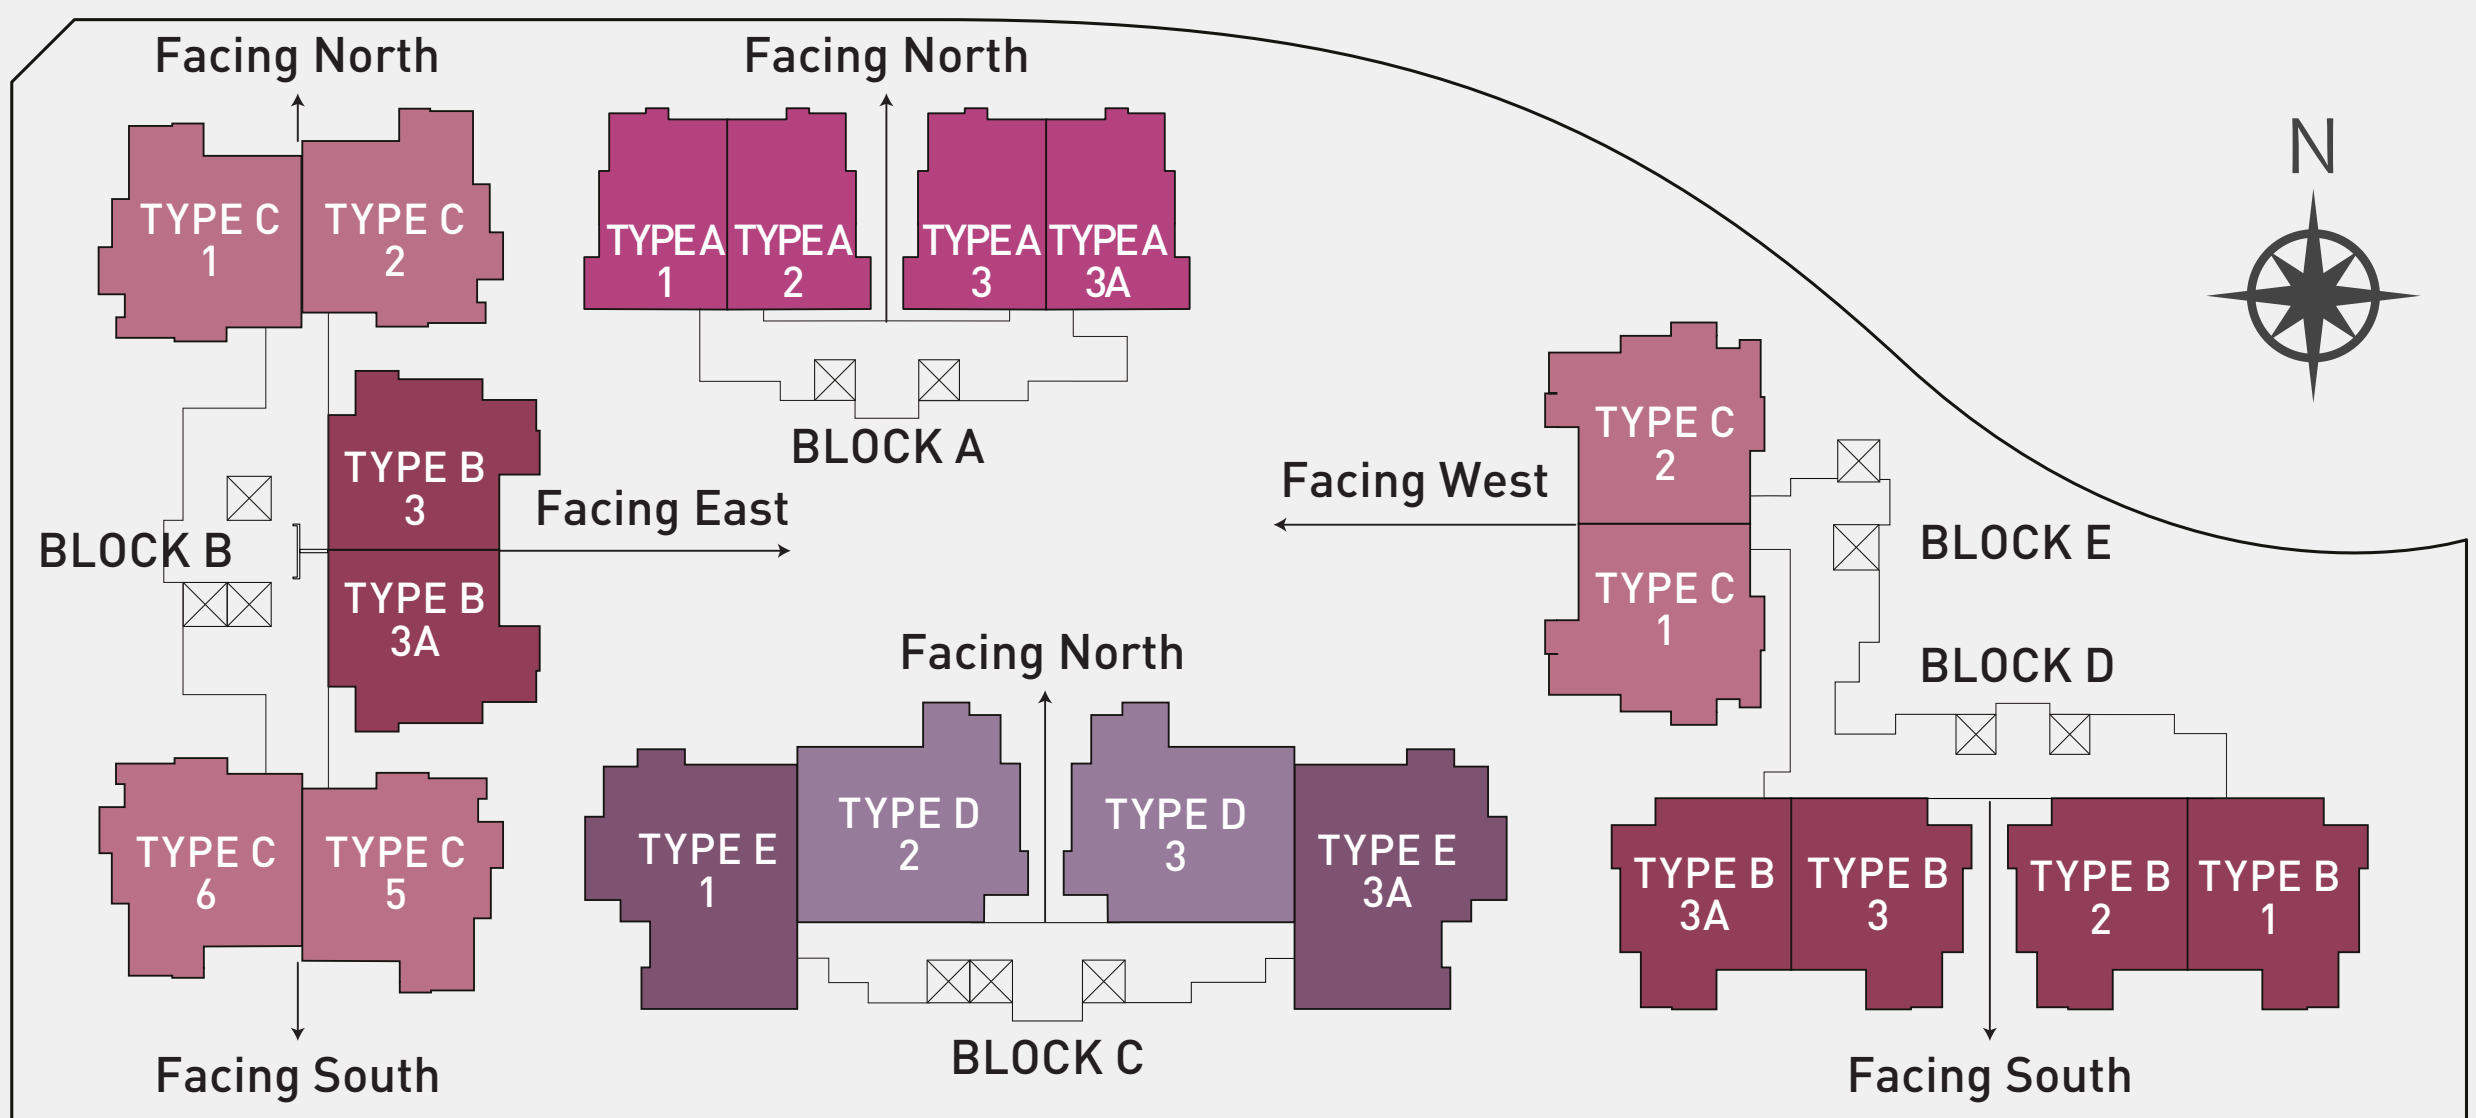 Facing North
Facing North
N
TYPE C
1
TYPE C
2
TYPE A
1
TYPE A
2
TYPE A
3
TYPE A
3A
BLOCK A
TYPE B
3
Facing East
BLOCK B
TYPE B
3A
Facing West
TYPE C
2
TYPE C
1
BLOCK E
BLOCK D
Facing North
TYPE C
6
TYPE C
5
TYPE E
1
TYPE D
2
TYPE D
3
TYPE E
3A
TYPE B
3A
TYPE B
3
TYPE B
2
TYPE B
1
Facing South
BLOCK C
Facing South